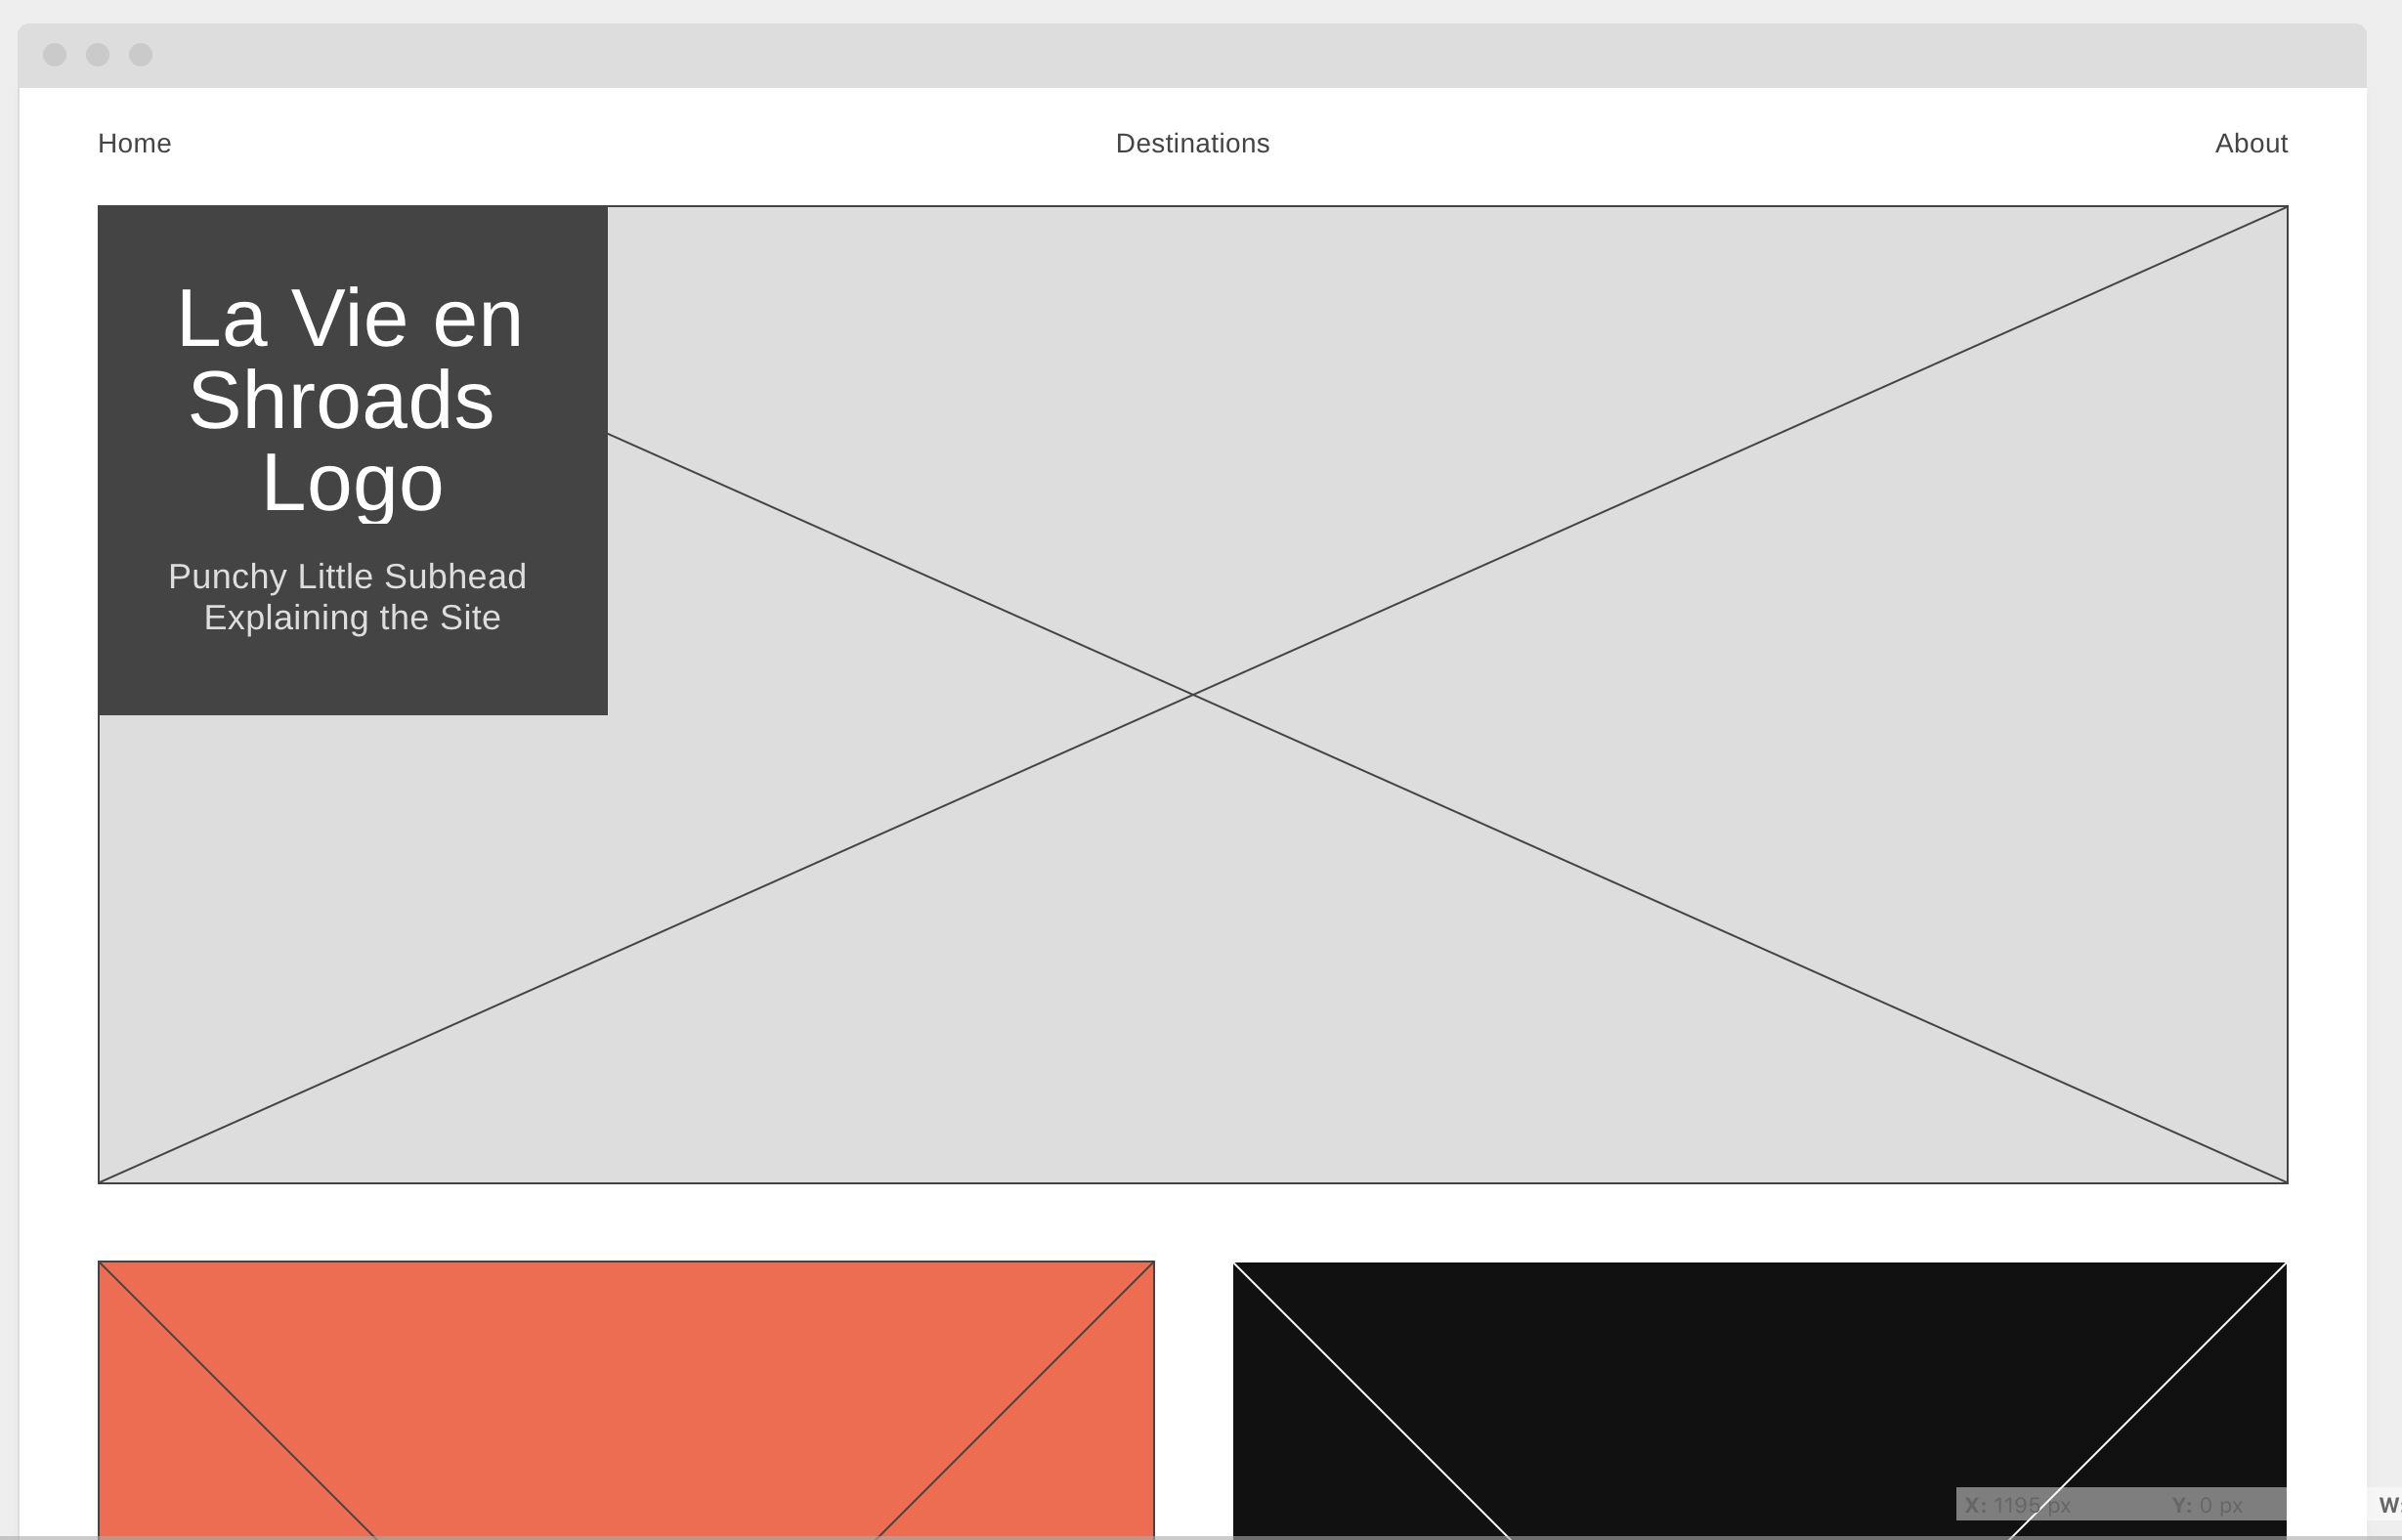 Home
Destinations
About
La Vie en
Shroads
Logo
Punchy Little Subhead
Explaining the Site
X: 1195 px
Y: 0 px
W: